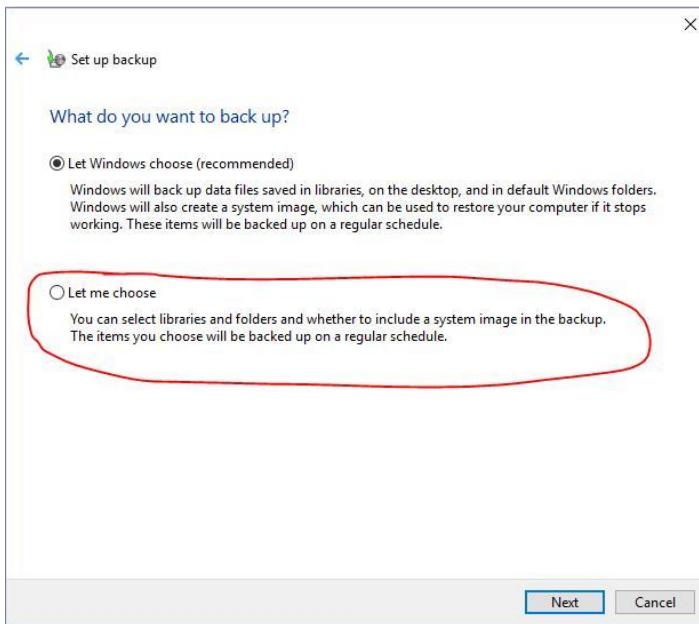 Set up backup
What do you want to back up?
Let Windows choose (recommended)
Windows will back up data files saved in libraries, on the desktop, and in default Windows folders.
Windows will also create a system image, which can be used to restore your computer if it stops
working. These items will be backed up on a regular schedule.
Let me choose
You can select libraries and folders and whether to include a system image in the backup.
The items you choose will be backed up on a regular schedule.
Next Cancel